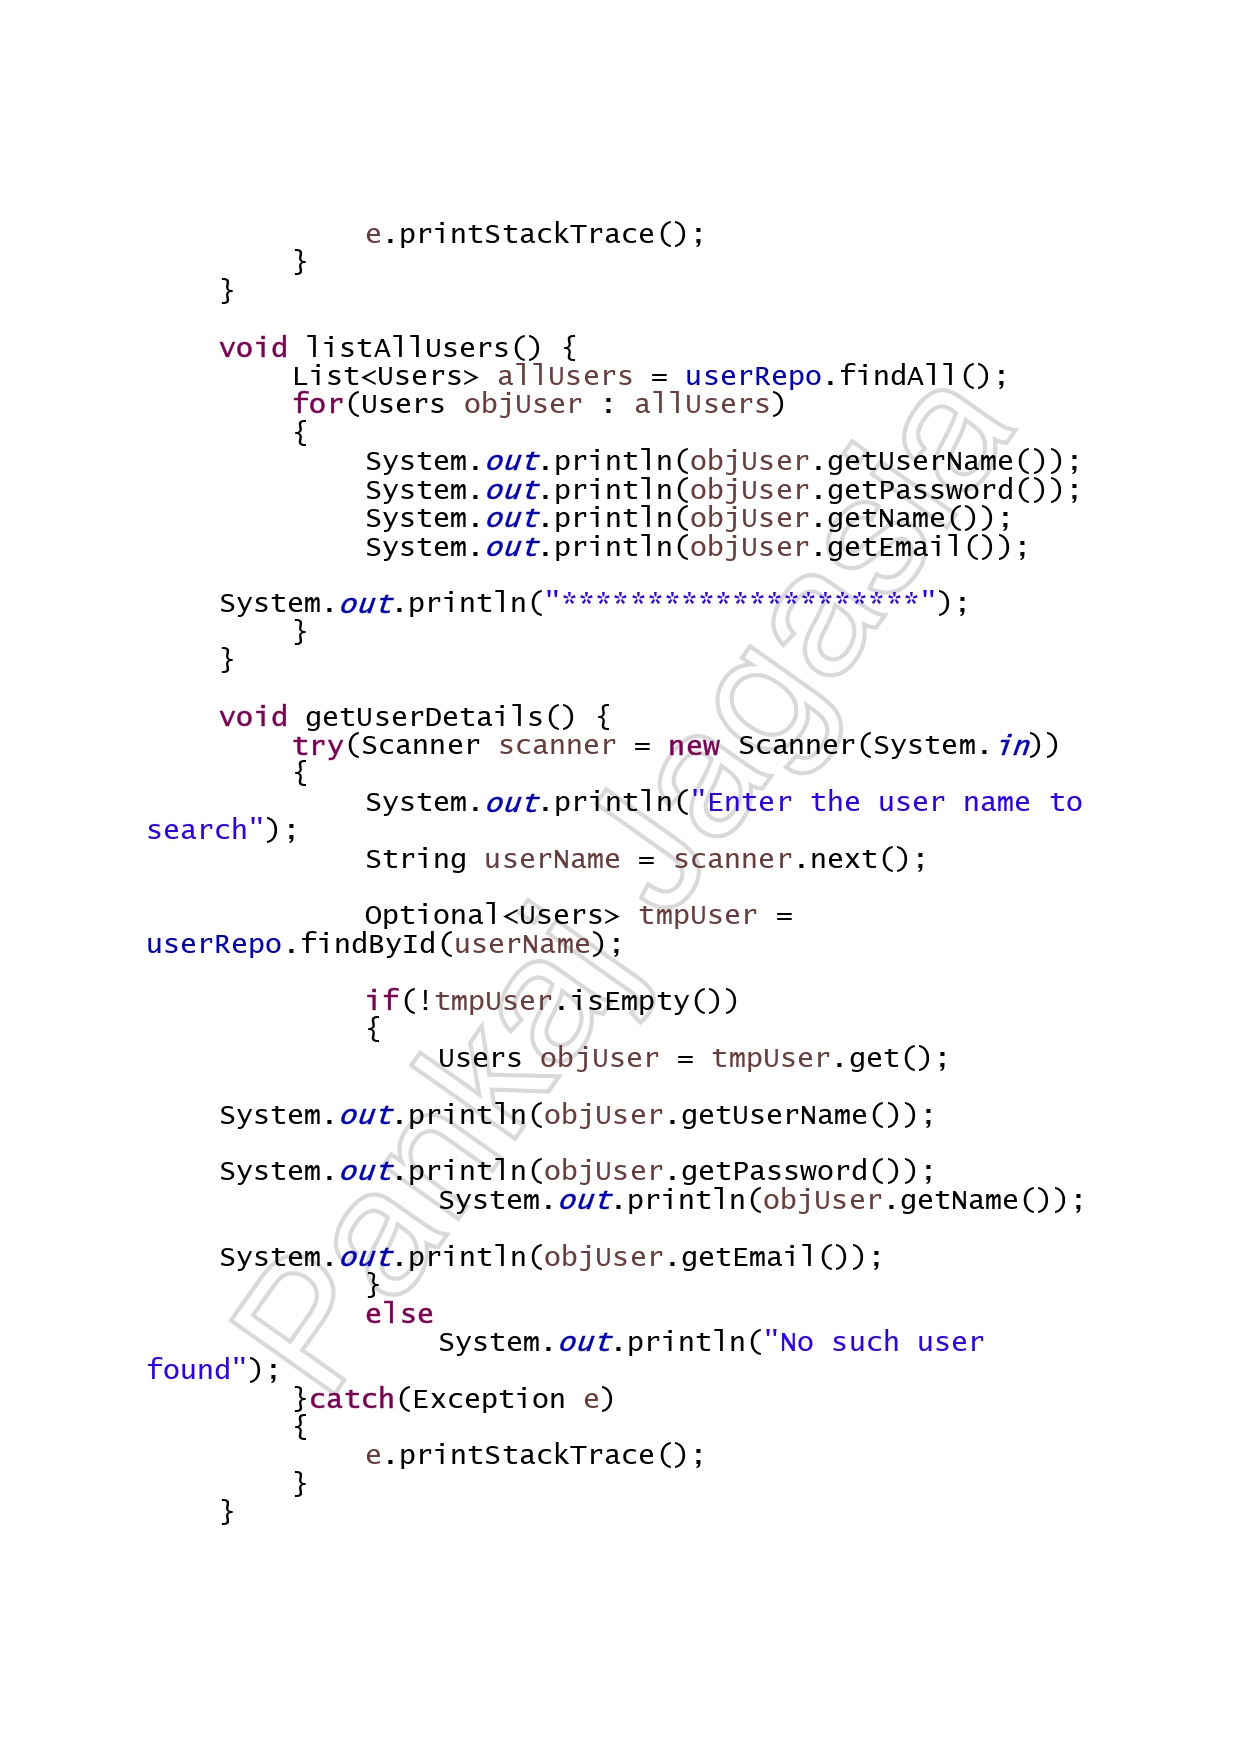 e.printStackTrace();
}
}
void listAllUsers() {
List<Users> allUsers = userRepo.findAll();
for(Users objUser : allUsers)
{
System.out.println(objUser.getUserName());
System.out.println(objUser.getPassword());
System.out.println(objUser.getName());
System.out.println(objUser.getEmail());
System.out.println("*********************");
}
}
void getUserDetails() {
try(Scanner scanner = new Scanner(System.in))
{
System.out.println("Enter the user name to
search");
String userName = scanner.next();
Optional<Users> tmpUser =
userRepo.findById(userName);
if(!tmpUser.isEmpty())
{
Users objUser = tmpUser.get();
System.out.println(objUser.getUserName());
System.out.println(objUser.getPassword());
System.out.println(objUser.getName());
System.out.println(objUser.getEmail());
}
else
System.out.println("No such user
found");
}catch(Exception e)
{
e.printStackTrace();
}
}
Pankaj Jagasia